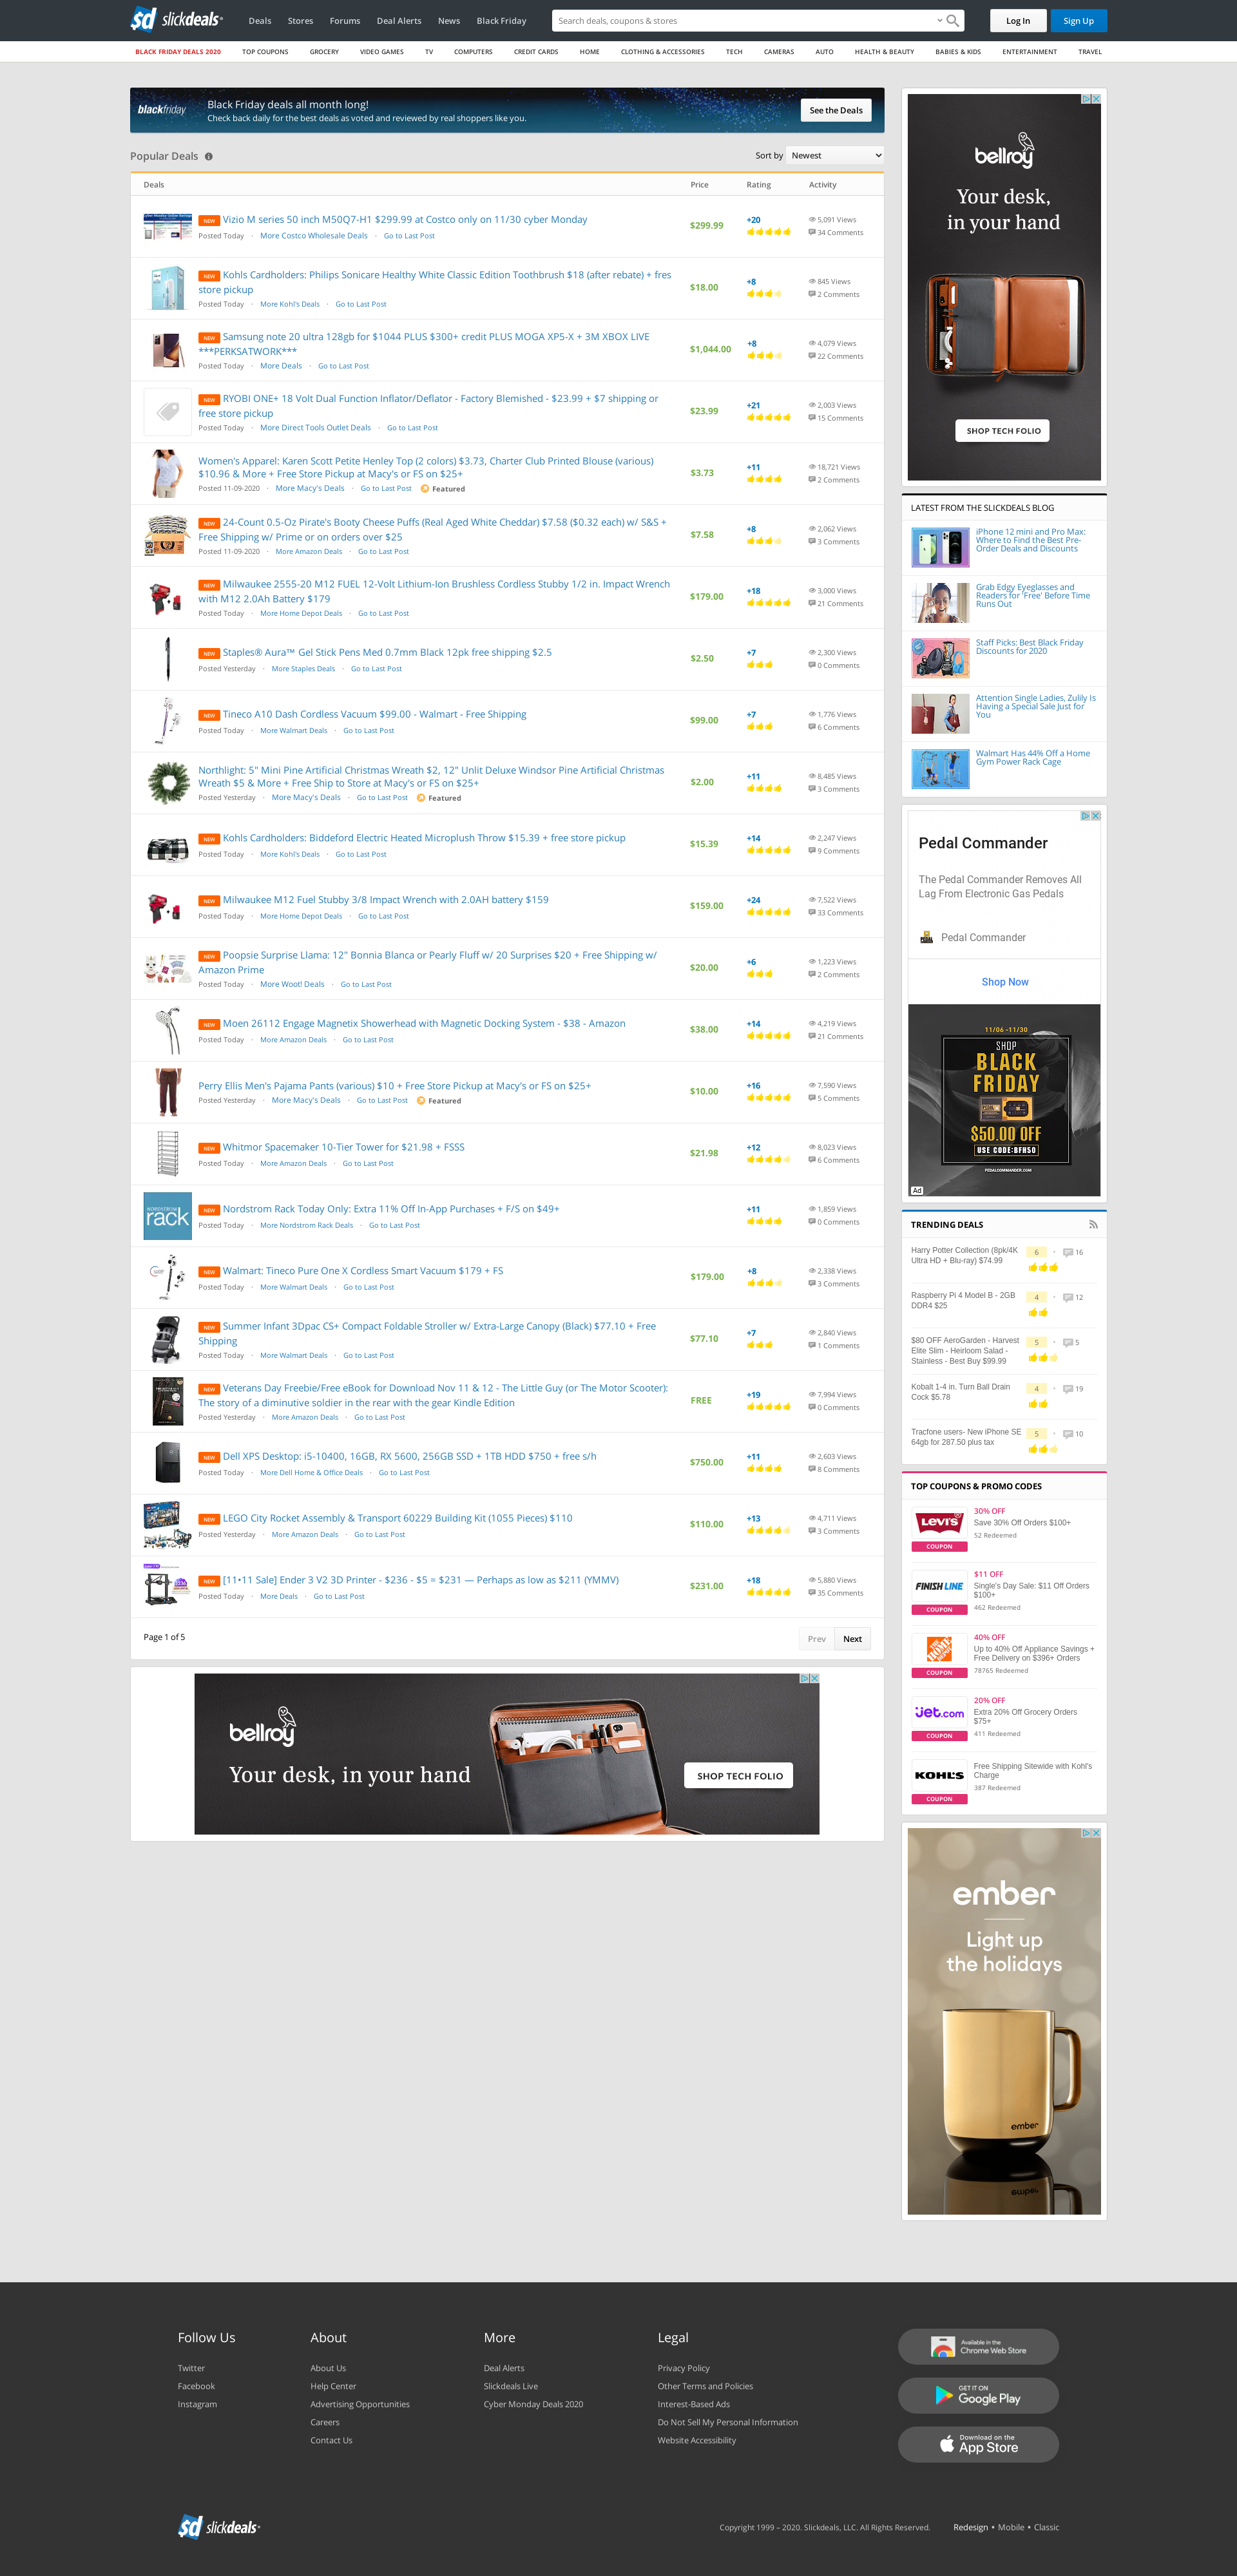 sd slickdeals
Deals Stores Forums Deal Alerts News Black Friday
Search deals, coupons & stores
Log In Sign Up
BLACK FRIDAY DEALS 2020 TOP COUPONS GROCERY VIDEO GAMES TV COMPUTERS CREDIT CARDS HOME CLOTHING & ACCESSORIES TECH CAMERAS AUTO HEALTH & BEAUTY BABIES & KIDS ENTERTAINMENT TRAVEL
blackfriday
Black Friday deals all month long!
Check back daily for the best deals as voted and reviewed by real shoppers like you.
See the Deals
Popular Deals
Sort by Newest
Deals Price Rating Activity
NEW Vizio M series 50 inch M50Q7-H1 $299.99 at Costco only on 11/30 cyber Monday
Posted Today · More Costco Wholesale Deals · Go to Last Post
$299.99
+20
5,091 Views
34 Comments
NEW Kohls Cardholders: Philips Sonicare Healthy White Classic Edition Toothbrush $18 (after rebate) + fres
store pickup
Posted Today · More Kohl's Deals · Go to Last Post
$18.00
+8
845 Views
2 Comments
NEW Samsung note 20 ultra 128gb for $1044 PLUS $300+ credit PLUS MOGA XP5-X + 3M XBOX LIVE
***PERKSATWORK***
Posted Today · More Deals · Go to Last Post
$1,044.00
+8
4,079 Views
22 Comments
NEW RYOBI ONE+ 18 Volt Dual Function Inflator/Deflator - Factory Blemished - $23.99 + $7 shipping or
free store pickup
Posted Today · More Direct Tools Outlet Deals · Go to Last Post
$23.99
+21
2,003 Views
15 Comments
Women's Apparel: Karen Scott Petite Henley Top (2 colors) $3.73, Charter Club Printed Blouse (various)
$10.96 & More + Free Store Pickup at Macy's or FS on $25+
Posted 11-09-2020 · More Macy's Deals · Go to Last Post Featured
$3.73
+11
18,721 Views
2 Comments
NEW 24-Count 0.5-Oz Pirate's Booty Cheese Puffs (Real Aged White Cheddar) $7.58 ($0.32 each) w/ S&S +
Free Shipping w/ Prime or on orders over $25
Posted 11-09-2020 · More Amazon Deals · Go to Last Post
$7.58
+8
2,062 Views
3 Comments
NEW Milwaukee 2555-20 M12 FUEL 12-Volt Lithium-Ion Brushless Cordless Stubby 1/2 in. Impact Wrench
with M12 2.0Ah Battery $179
Posted Today · More Home Depot Deals · Go to Last Post
$179.00
+18
3,000 Views
21 Comments
NEW Staples® Aura™ Gel Stick Pens Med 0.7mm Black 12pk free shipping $2.5
Posted Yesterday · More Staples Deals · Go to Last Post
$2.50
+7
2,300 Views
0 Comments
NEW Tineco A10 Dash Cordless Vacuum $99.00 - Walmart - Free Shipping
Posted Today · More Walmart Deals · Go to Last Post
$99.00
+7
1,776 Views
6 Comments
Northlight: 5" Mini Pine Artificial Christmas Wreath $2, 12" Unlit Deluxe Windsor Pine Artificial Christmas
Wreath $5 & More + Free Ship to Store at Macy's or FS on $25+
Posted Yesterday · More Macy's Deals · Go to Last Post Featured
$2.00
+11
8,485 Views
3 Comments
NEW Kohls Cardholders: Biddeford Electric Heated Microplush Throw $15.39 + free store pickup
Posted Today · More Kohl's Deals · Go to Last Post
$15.39
+14
2,247 Views
9 Comments
NEW Milwaukee M12 Fuel Stubby 3/8 Impact Wrench with 2.0AH battery $159
Posted Today · More Home Depot Deals · Go to Last Post
$159.00
+24
7,522 Views
33 Comments
NEW Poopsie Surprise Llama: 12" Bonnia Blanca or Pearly Fluff w/ 20 Surprises $20 + Free Shipping w/
Amazon Prime
Posted Today · More Woot! Deals · Go to Last Post
$20.00
+6
1,223 Views
2 Comments
NEW Moen 26112 Engage Magnetix Showerhead with Magnetic Docking System - $38 - Amazon
Posted Today · More Amazon Deals · Go to Last Post
$38.00
+14
4,219 Views
21 Comments
Perry Ellis Men's Pajama Pants (various) $10 + Free Store Pickup at Macy's or FS on $25+
Posted Yesterday · More Macy's Deals · Go to Last Post Featured
$10.00
+16
7,590 Views
5 Comments
NEW Whitmor Spacemaker 10-Tier Tower for $21.98 + FSSS
Posted Today · More Amazon Deals · Go to Last Post
$21.98
+12
8,023 Views
6 Comments
NORDSTROM rack
NEW Nordstrom Rack Today Only: Extra 11% Off In-App Purchases + F/S on $49+
Posted Today · More Nordstrom Rack Deals · Go to Last Post
+11
1,859 Views
0 Comments
NEW Walmart: Tineco Pure One X Cordless Smart Vacuum $179 + FS
Posted Today · More Walmart Deals · Go to Last Post
$179.00
+8
2,338 Views
3 Comments
NEW Summer Infant 3Dpac CS+ Compact Foldable Stroller w/ Extra-Large Canopy (Black) $77.10 + Free
Shipping
Posted Today · More Walmart Deals · Go to Last Post
$77.10
+7
2,840 Views
1 Comments
NEW Veterans Day Freebie/Free eBook for Download Nov 11 & 12 - The Little Guy (or The Motor Scooter):
The story of a diminutive soldier in the rear with the gear Kindle Edition
Posted Yesterday · More Amazon Deals · Go to Last Post
FREE
+19
7,994 Views
0 Comments
NEW Dell XPS Desktop: i5-10400, 16GB, RX 5600, 256GB SSD + 1TB HDD $750 + free s/h
Posted Today · More Dell Home & Office Deals · Go to Last Post
$750.00
+11
2,603 Views
8 Comments
NEW LEGO City Rocket Assembly & Transport 60229 Building Kit (1055 Pieces) $110
Posted Yesterday · More Amazon Deals · Go to Last Post
$110.00
+13
4,711 Views
3 Comments
NEW [11•11 Sale] Ender 3 V2 3D Printer - $236 - $5 = $231 — Perhaps as low as $211 (YMMV)
Posted Today · More Deals · Go to Last Post
$231.00
+18
5,880 Views
35 Comments
Page 1 of 5
Prev Next
bellroy
Your desk, in your hand
SHOP TECH FOLIO
bellroy
Your desk,
in your hand
SHOP TECH FOLIO
LATEST FROM THE SLICKDEALS BLOG
iPhone 12 mini and Pro Max:
Where to Find the Best Pre-
Order Deals and Discounts
Grab Edgy Eyeglasses and
Readers for 'Free' Before Time
Runs Out
Staff Picks: Best Black Friday
Discounts for 2020
Attention Single Ladies, Zulily Is
Having a Special Sale Just for
You
Walmart Has 44% Off a Home
Gym Power Rack Cage
Pedal Commander
The Pedal Commander Removes All
Lag From Electronic Gas Pedals
Pedal Commander
Shop Now
11/06 -11/30
SHOP
BLACK
FRIDAY
$50.00 OFF
USE CODE:BFH50
PEDALCOMMANDER.COM
Ad
TRENDING DEALS
Harry Potter Collection (8pk/4K
Ultra HD + Blu-ray) $74.99
6 · 16
Raspberry Pi 4 Model B - 2GB
DDR4 $25
4 · 12
$80 OFF AeroGarden - Harvest
Elite Slim - Heirloom Salad -
Stainless - Best Buy $99.99
5 · 5
Kobalt 1-4 in. Turn Ball Drain
Cock $5.78
4 · 19
Tracfone users- New iPhone SE
64gb for 287.50 plus tax
5 · 10
TOP COUPONS & PROMO CODES
LEVI'S
COUPON
30% OFF
Save 30% Off Orders $100+
52 Redeemed
FINISH LINE
COUPON
$11 OFF
Single's Day Sale: $11 Off Orders
$100+
462 Redeemed
COUPON
40% OFF
Up to 40% Off Appliance Savings +
Free Delivery on $396+ Orders
78765 Redeemed
jet.com
COUPON
20% OFF
Extra 20% Off Grocery Orders
$75+
411 Redeemed
KOHL'S
COUPON
Free Shipping Sitewide with Kohl's
Charge
387 Redeemed
ember
Light up
the holidays
ember
Follow Us
Twitter
Facebook
Instagram
About
About Us
Help Center
Advertising Opportunities
Careers
Contact Us
More
Deal Alerts
Slickdeals Live
Cyber Monday Deals 2020
Legal
Privacy Policy
Other Terms and Policies
Interest-Based Ads
Do Not Sell My Personal Information
Website Accessibility
Available in the
Chrome Web Store
GET IT ON
Google Play
Download on the
App Store
sd slickdeals
Copyright 1999 – 2020. Slickdeals, LLC. All Rights Reserved.
Redesign • Mobile • Classic